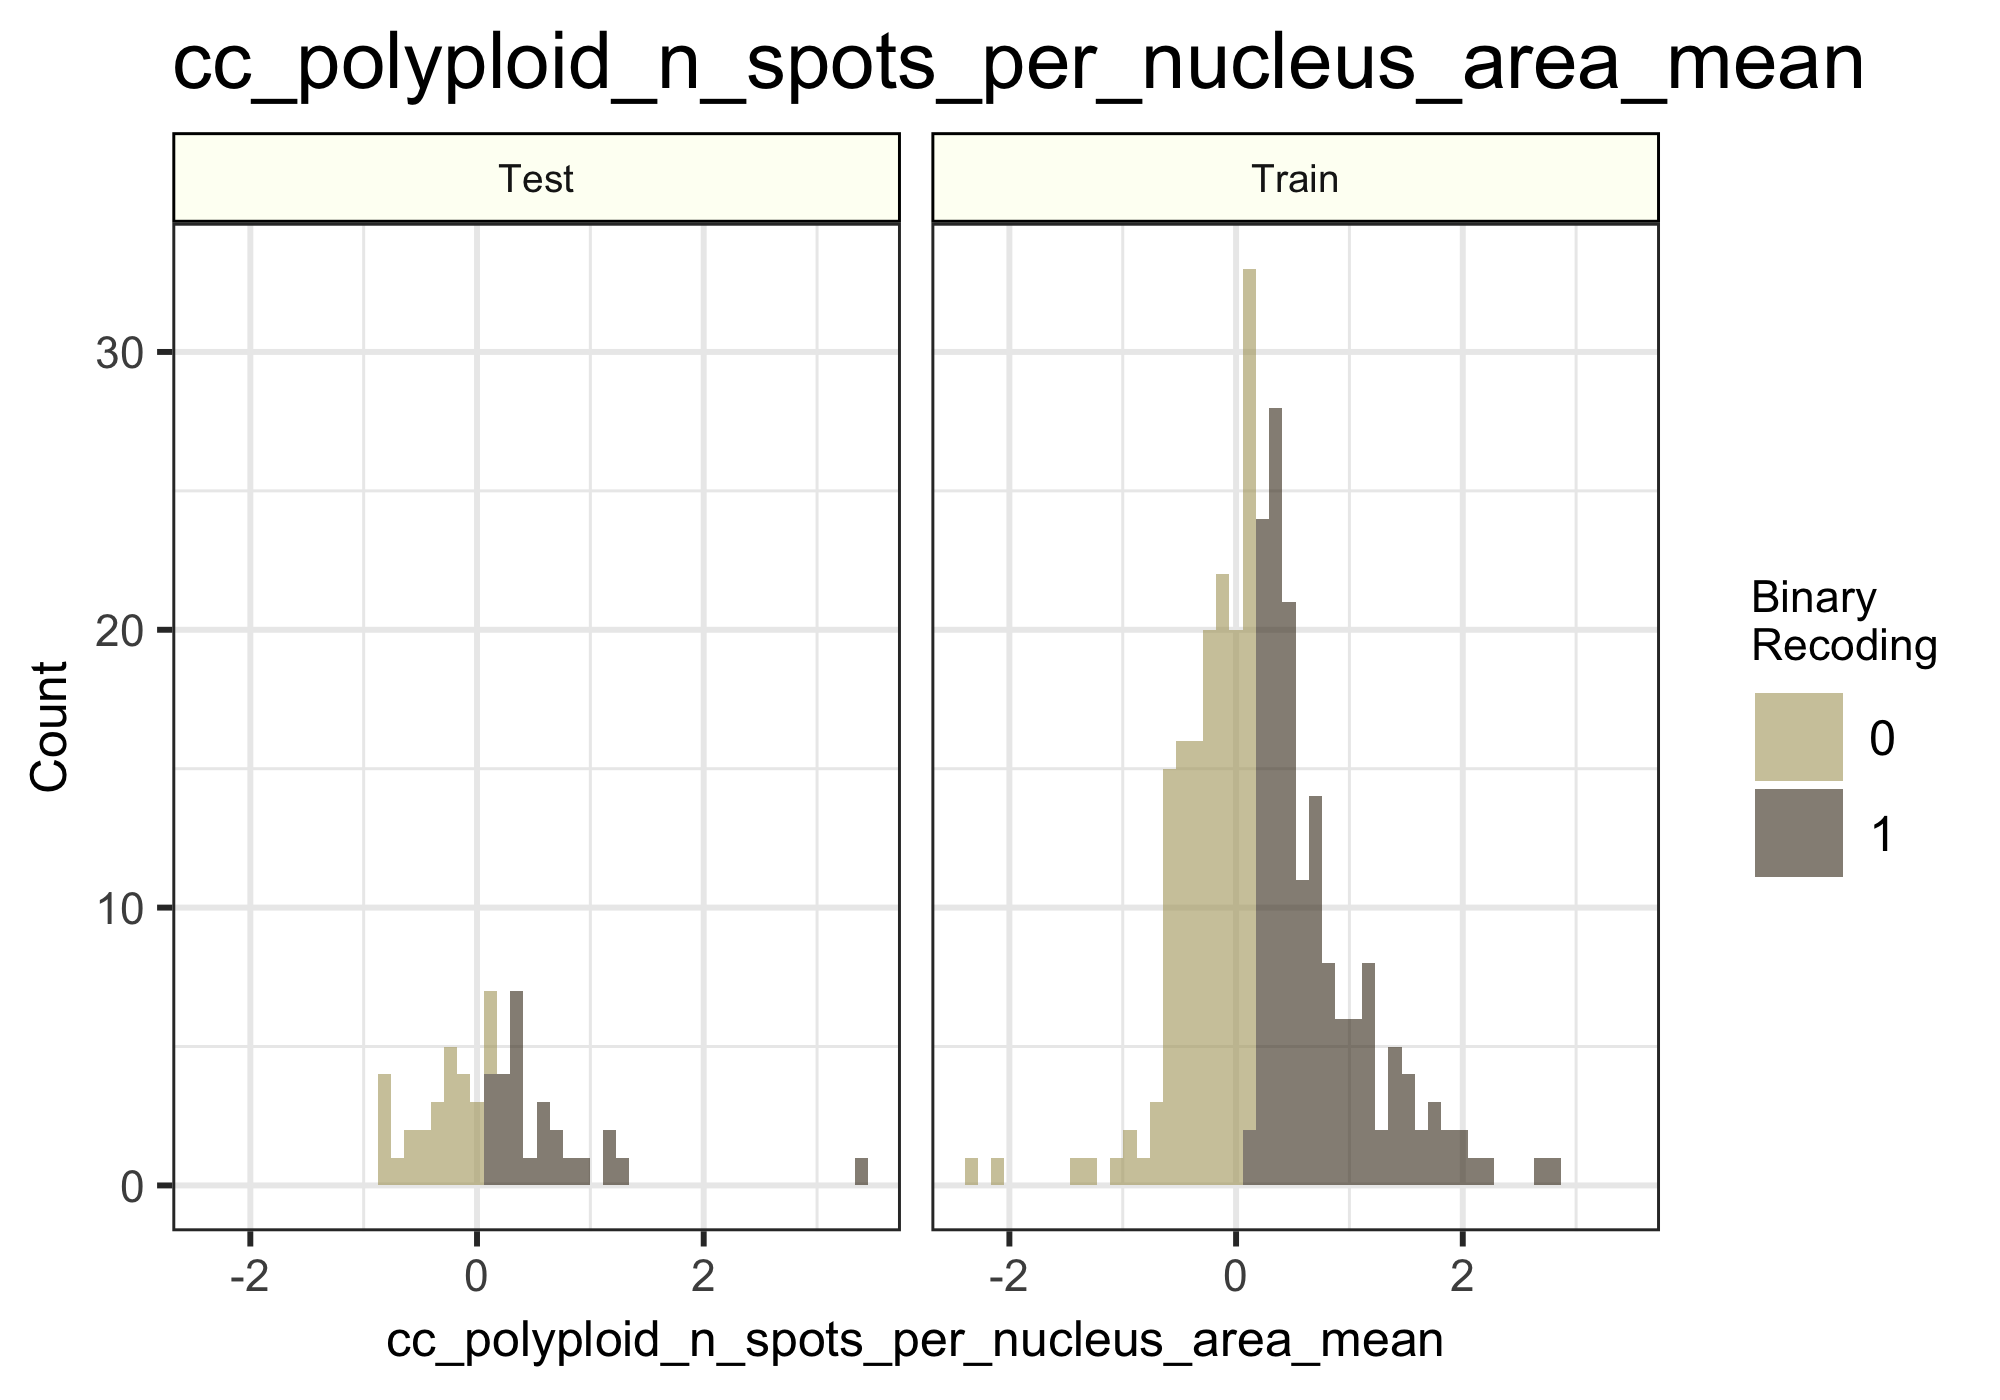 cc_polyploid_n_spots_per_nucleus_area_mean
Test
Train
30
20
10
0
Count
-2
0
2
-2
0
2
cc_polyploid_n_spots_per_nucleus_area_mean
Binary
Recoding
0
1